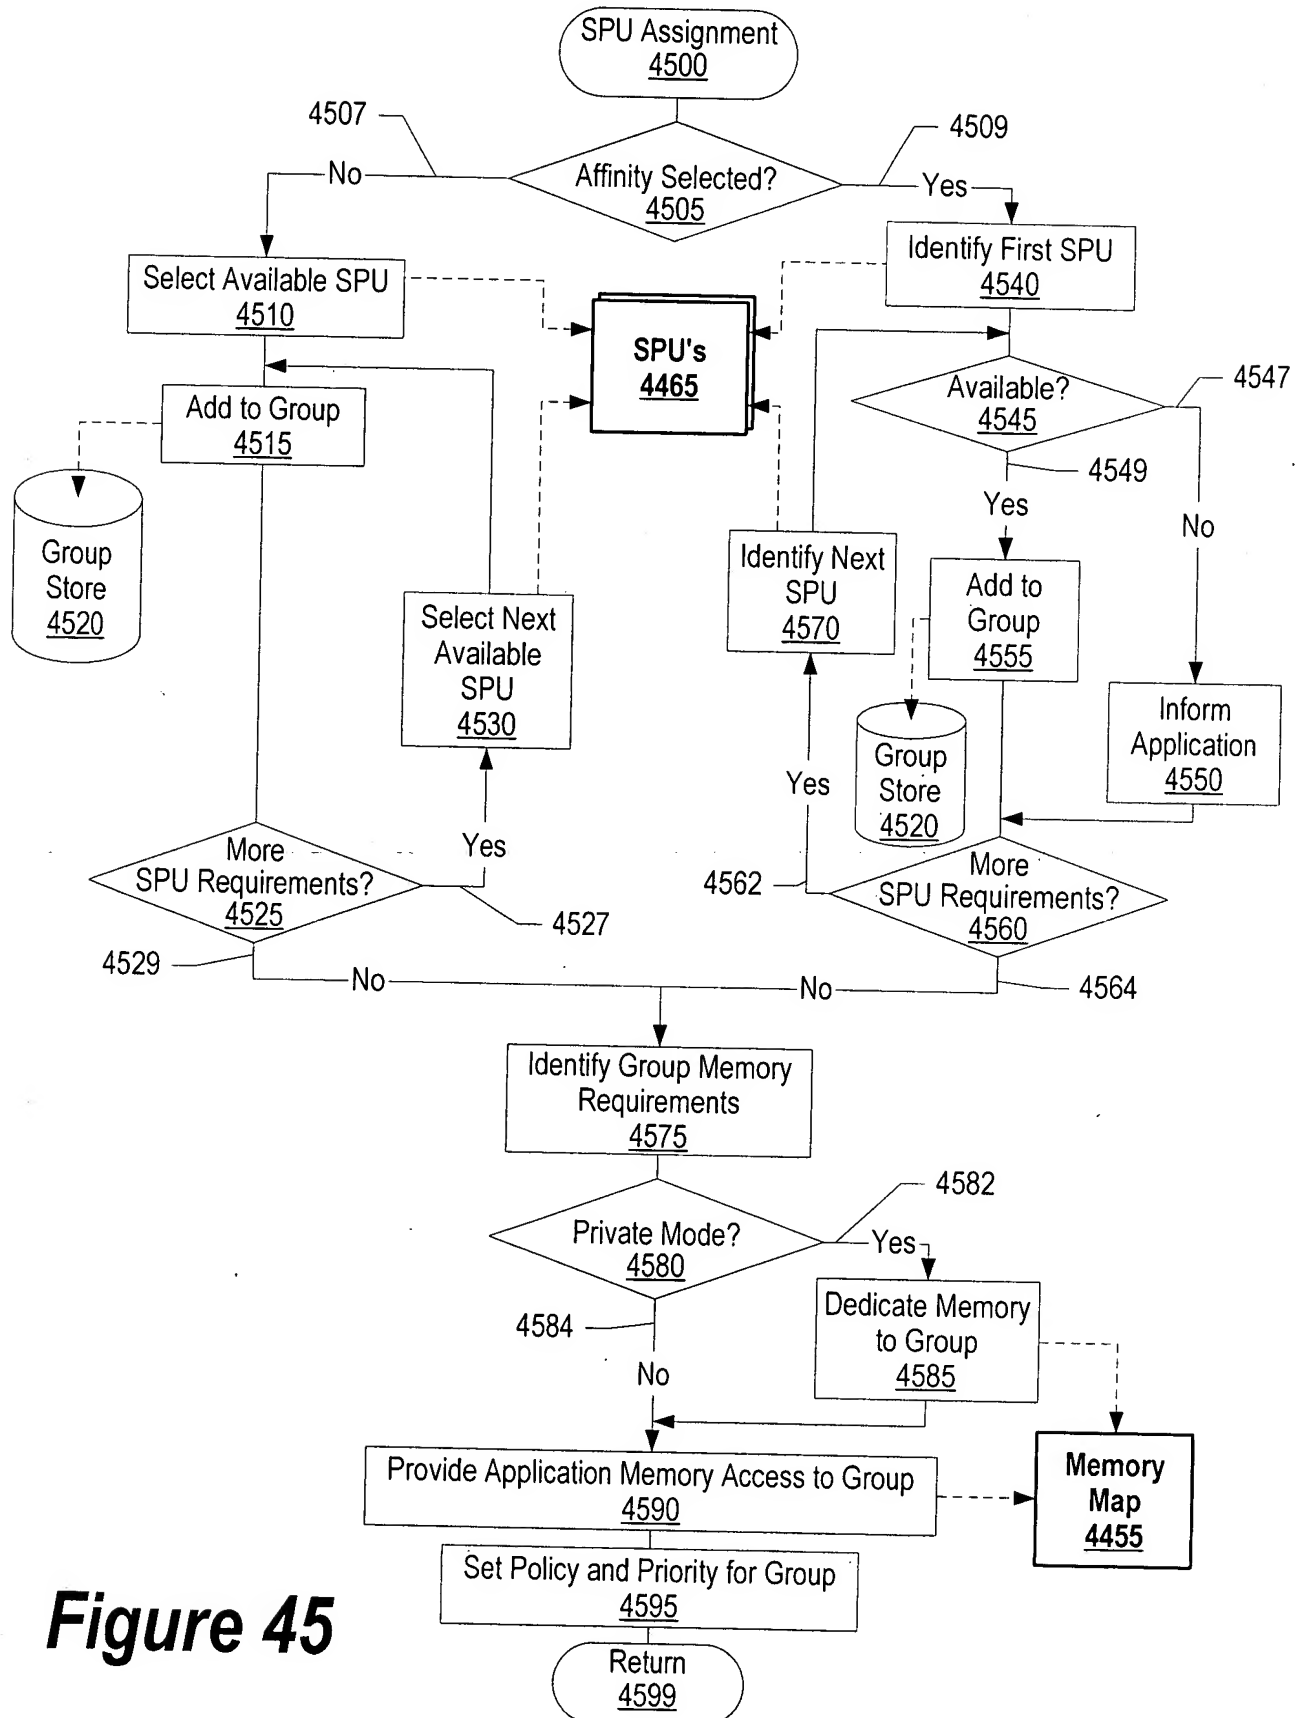 SPU Assignment
4500
4507
4509
No
Affinity Selected?
4505
Yes
Select Available SPU
4510
Identify First SPU
4540
SPU's
4465
Add to Group
4515
Available?
4545
4547
4549
Yes
No
Group
Store
4520
Select Next
Available
SPU
4530
Identify Next
SPU
4570
Add to
Group
4555
Inform
Application
4550
Group
Store
4520
Yes
Yes
More
SPU Requirements?
4525
4527
4529
4562
More
SPU Requirements?
4560
4564
No
No
Identify Group Memory
Requirements
4575
4582
Private Mode?
4580
Yes
4584
No
Dedicate Memory
to Group
4585
Provide Application Memory Access to Group
4590
Memory
Map
4455
Set Policy and Priority for Group
4595
Return
4599
Figure 45